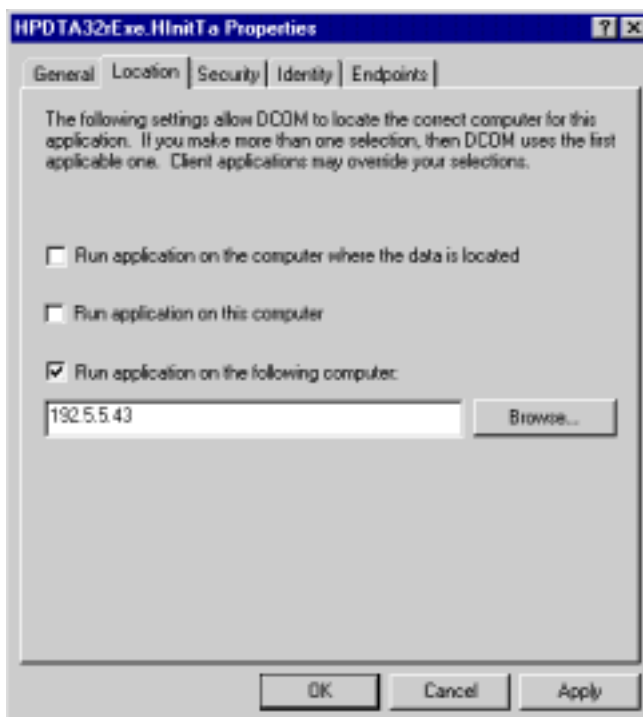 HPDTA32rExe.HInitTa Properties
General Location Security Identity Endpoints
The following settings allow DCOM to locate the correct computer for this
application. If you make more than one selection, then DCOM uses the first
applicable one. Client applications may override your selections.
Run application on the computer where the data is located
Run application on this computer
Run application on the following computer:
192.5.5.43 Browse...
OK Cancel Apply